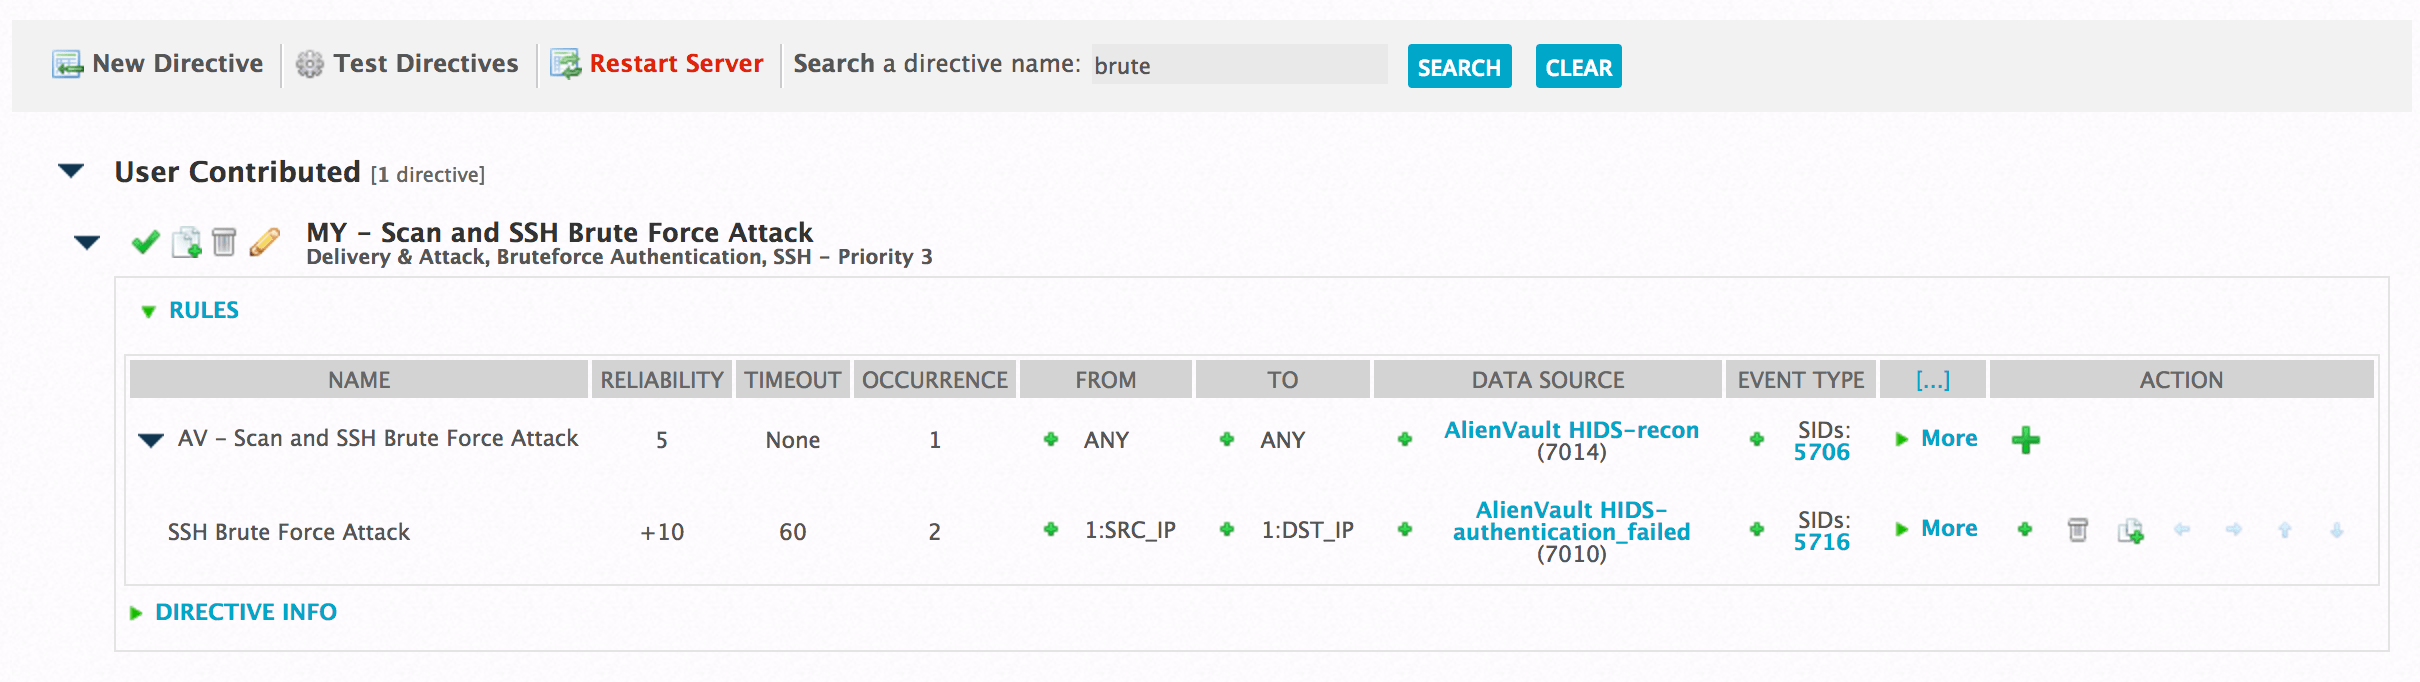 New Directive Test Directives Restart Server Search a directive name: brute SEARCH CLEAR
User Contributed [1 directive]
MY - Scan and SSH Brute Force Attack
Delivery & Attack, Bruteforce Authentication, SSH - Priority 3
RULES
NAME RELIABILITY TIMEOUT OCCURRENCE FROM TO DATA SOURCE EVENT TYPE [...] ACTION
AV - Scan and SSH Brute Force Attack 5 None 1 ANY ANY AlienVault HIDS-recon SIDs: More
(7014) 5706
AlienVault HIDS-
SSH Brute Force Attack +10 60 2 1:SRC_IP 1:DST_IP authentication_failed SIDs: More
(7010) 5716
DIRECTIVE INFO